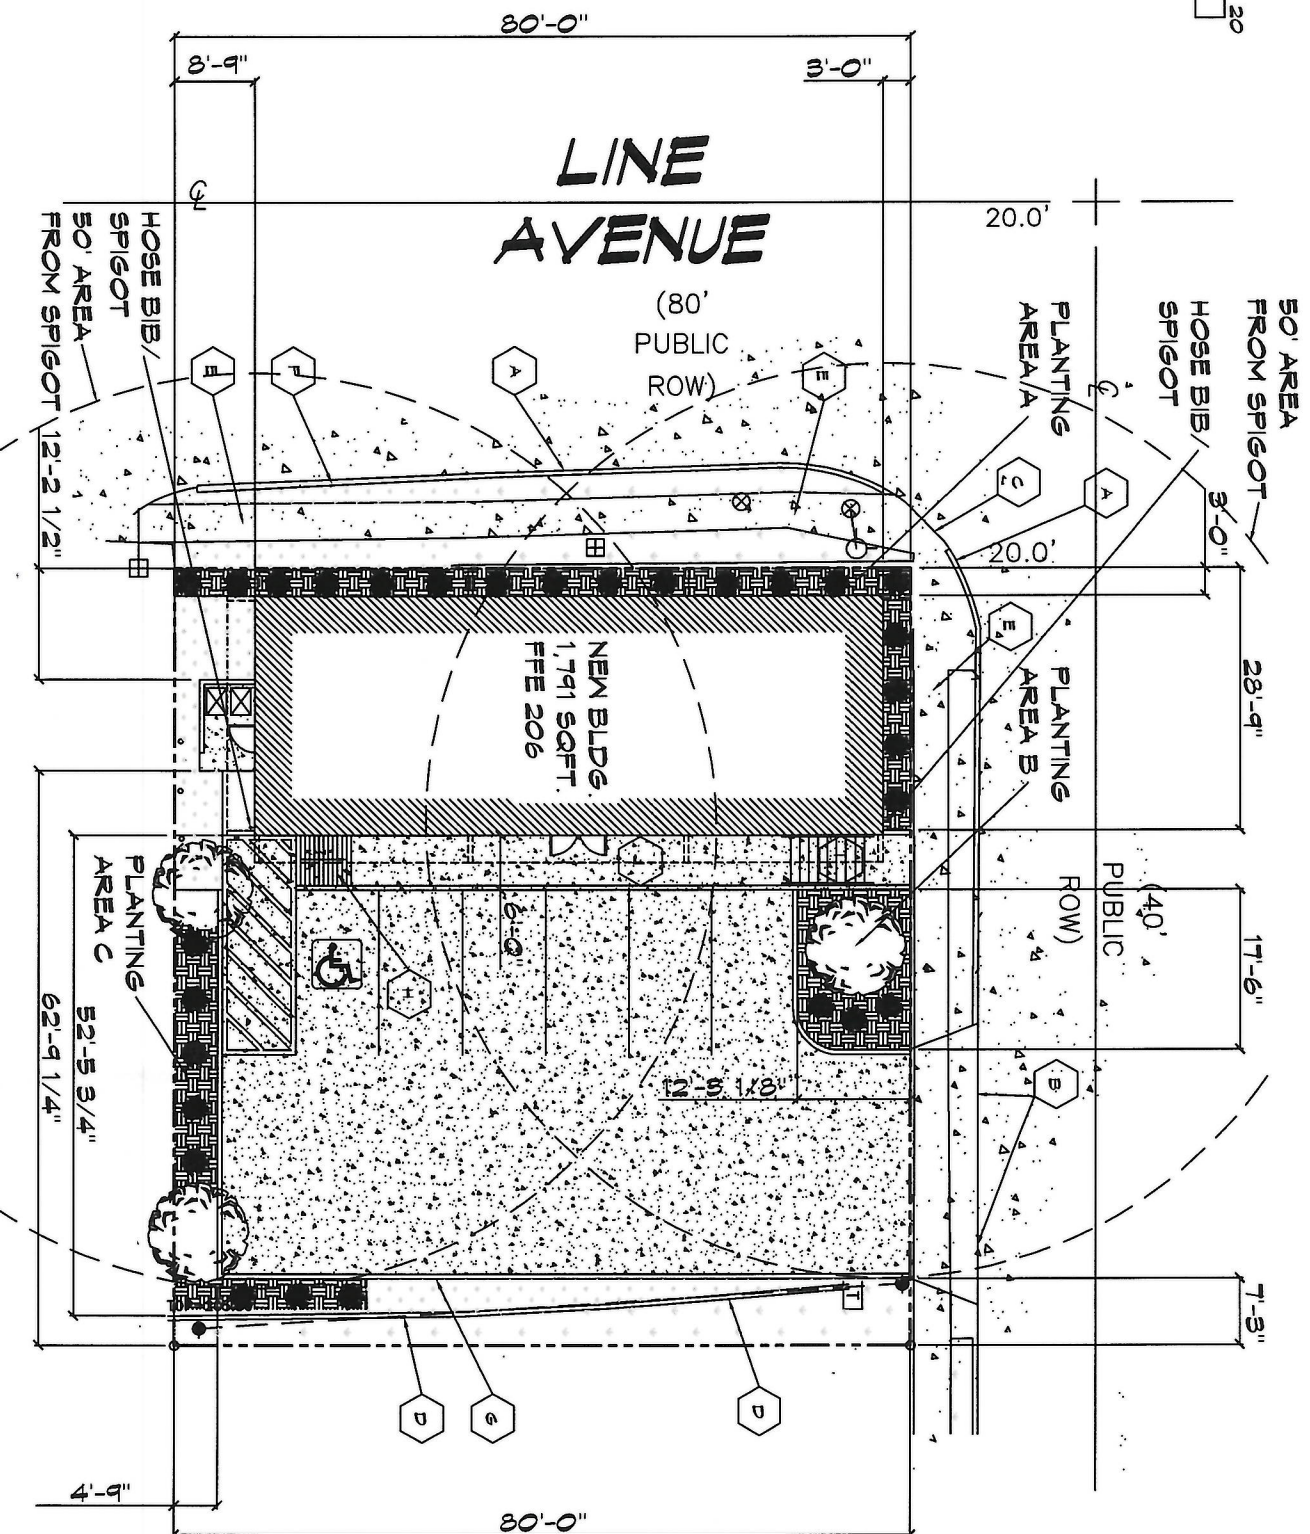 20
80'-0"
8'-9"
3'-0"
LINE
AVENUE
(80'
PUBLIC
ROW)
℄
20.0'
HOSE BIB/
SPIGOT
50' AREA
FROM SPIGOT
12'-2 1/2"
E
F
A
E
PLANTING
AREA A
℄
HOSE BIB/
SPIGOT
50' AREA
FROM SPIGOT
C
A
3'-0"
20.0'
E
PLANTING
AREA B
28'-9"
NEW BLDG.
1,791 SQFT.
FFE 206
(40'
PUBLIC
ROW)
17'-6"
6'-0"
H
PLANTING
AREA C
52'-5 3/4"
62'-9 1/4"
12'-3 1/8"
B
7'-3"
T
D
G
D
4'-9"
80'-0"